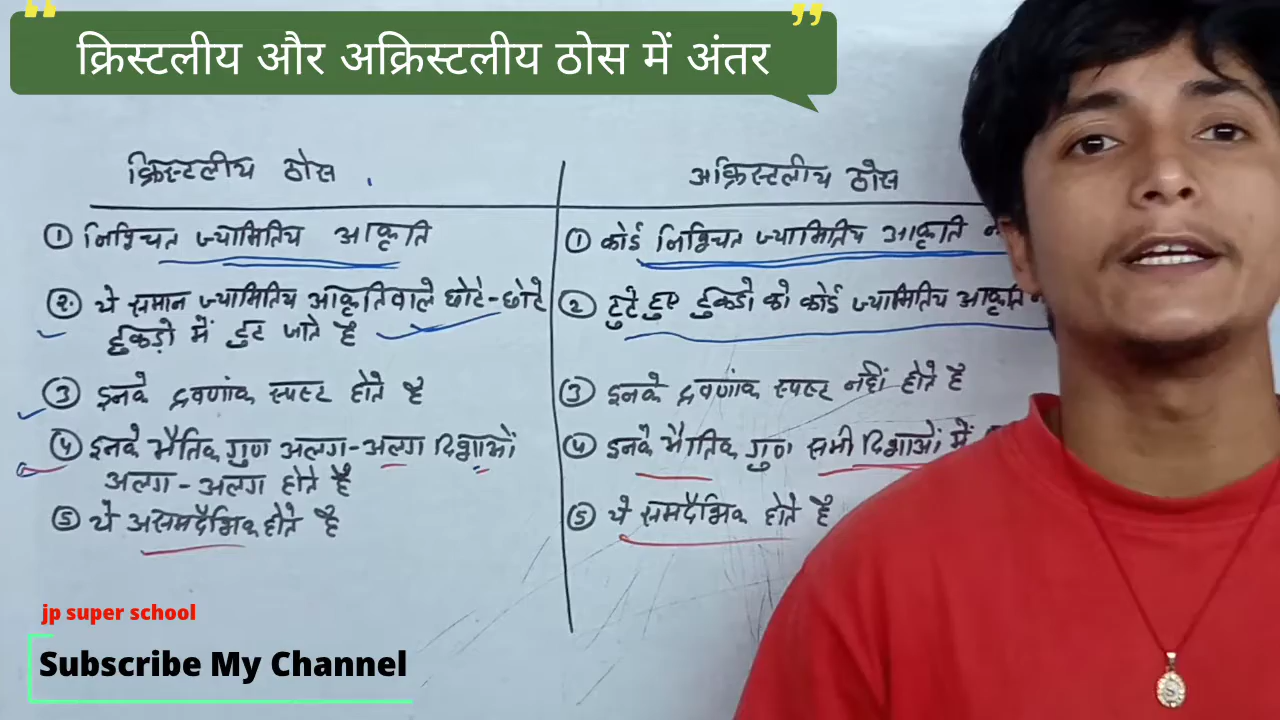 “ ”
क्रिस्टलीय और अक्रिस्टलीय ठोस में अंतर
क्रिस्टलीय ठोस
① निश्चित ज्यामितिय आकृति
②. ये समान ज्यामितिय आकृतिवाले छोटे-छोटे
टुकड़ो में टुट जाते है
③ इनके द्रवणांक स्पष्ट होते है
④ इनके भैतिक गुण अलग-अलग दिशाओं
अलग-अलग होते है
⑤ ये असमदैशिक होते है
अक्रिस्टलीय ठोस
① कोई निश्चित ज्यामितिय आकृति
② टुटे हुए टुकडो को कोई ज्यामितिय आकृति
③ इनके द्रवणांक स्पष्ट नहीं होते है
④ इनके भैातिक गुण सभी दिशाओं में
⑤ ये समदैशिक होते है
jp super school
Subscribe My Channel